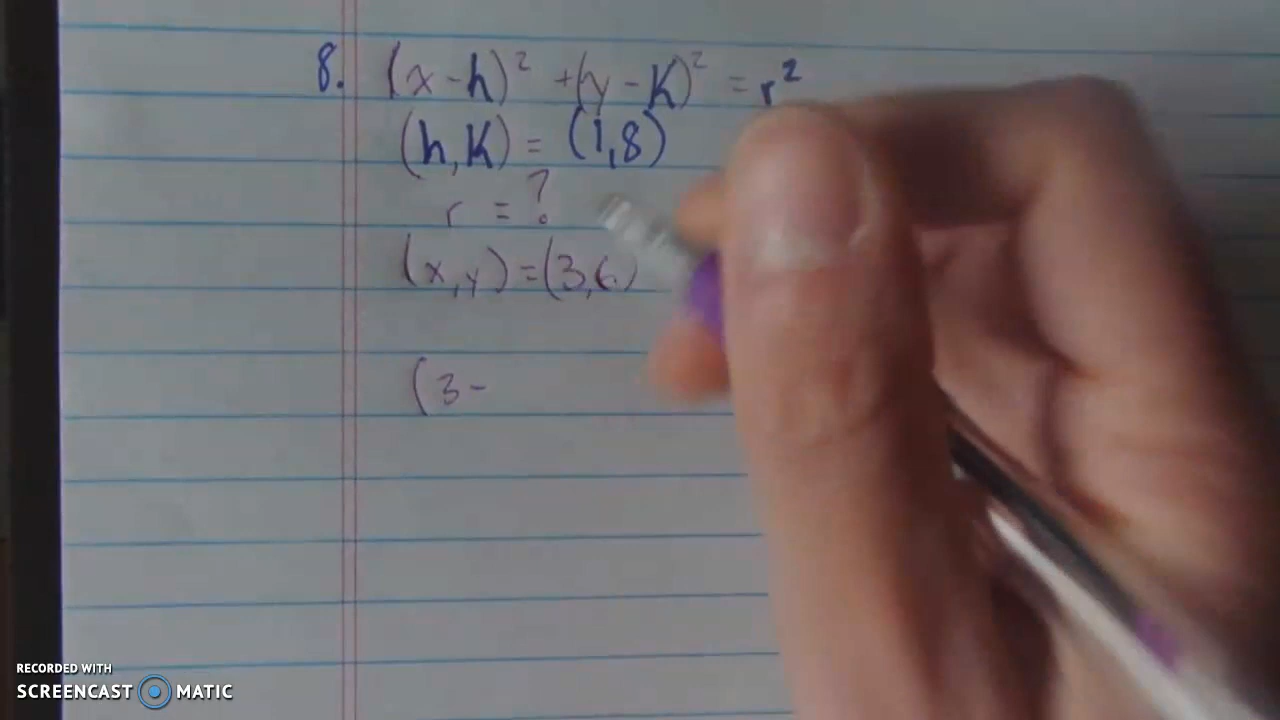 8. (x - h)² + (y - K)² = r²
(h, K) = (1, 8)
r = ?
(x, y) = (3, 6)
(3 -
RECORDED WITH
SCREENCAST MATIC